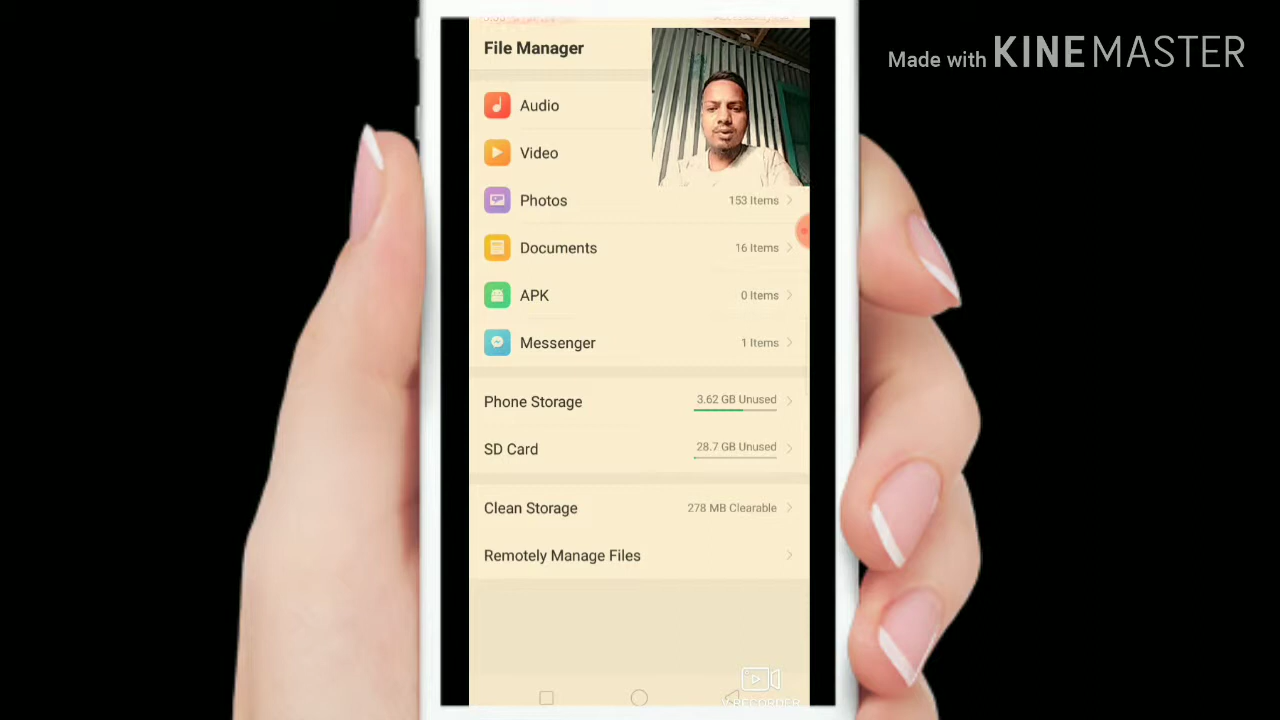 Made with KINEMASTER
File Manager
Audio
Video
Photos 153 Items
Documents 16 Items
APK 0 Items
Messenger 1 Items
Phone Storage 3.62 GB Unused
SD Card 28.7 GB Unused
Clean Storage 278 MB Clearable
Remotely Manage Files